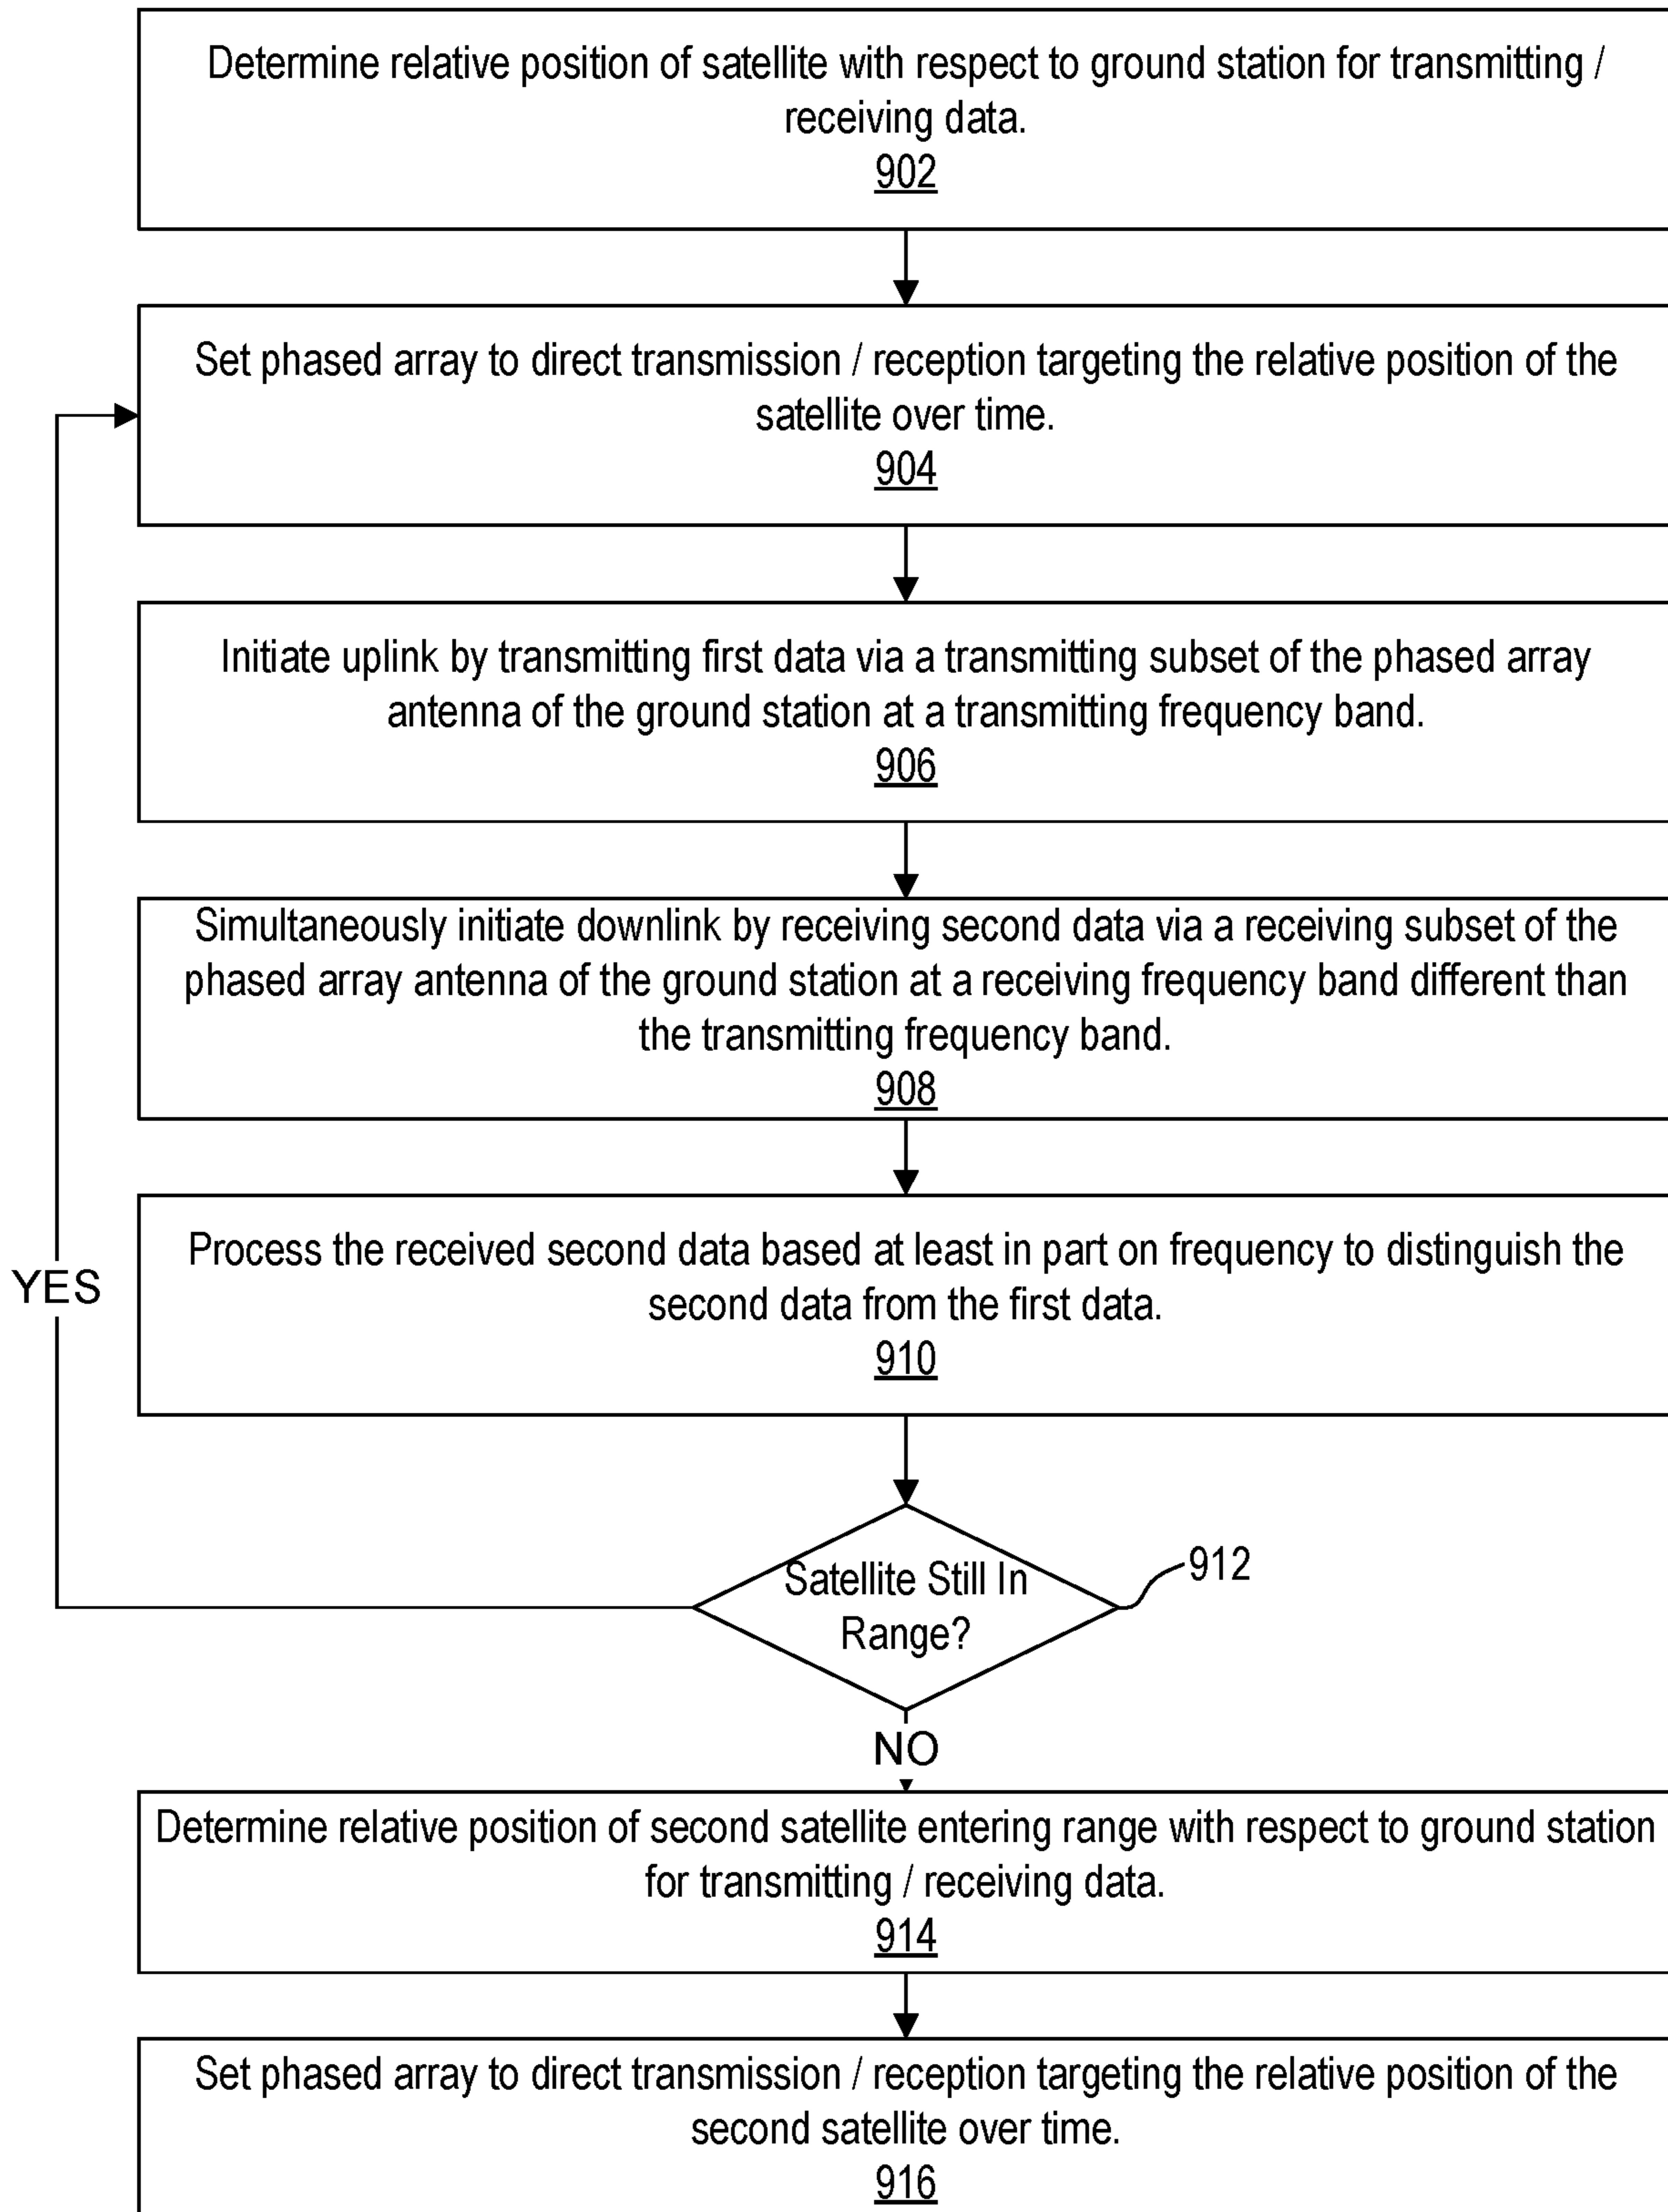 Determine relative position of satellite with respect to ground station for transmitting /
receiving data.
902
Set phased array to direct transmission / reception targeting the relative position of the
satellite over time.
904
Initiate uplink by transmitting first data via a transmitting subset of the phased array
antenna of the ground station at a transmitting frequency band.
906
Simultaneously initiate downlink by receiving second data via a receiving subset of the
phased array antenna of the ground station at a receiving frequency band different than
the transmitting frequency band.
908
Process the received second data based at least in part on frequency to distinguish the
second data from the first data.
910
YES
Satellite Still In
Range?
912
NO
Determine relative position of second satellite entering range with respect to ground station
for transmitting / receiving data.
914
Set phased array to direct transmission / reception targeting the relative position of the
second satellite over time.
916